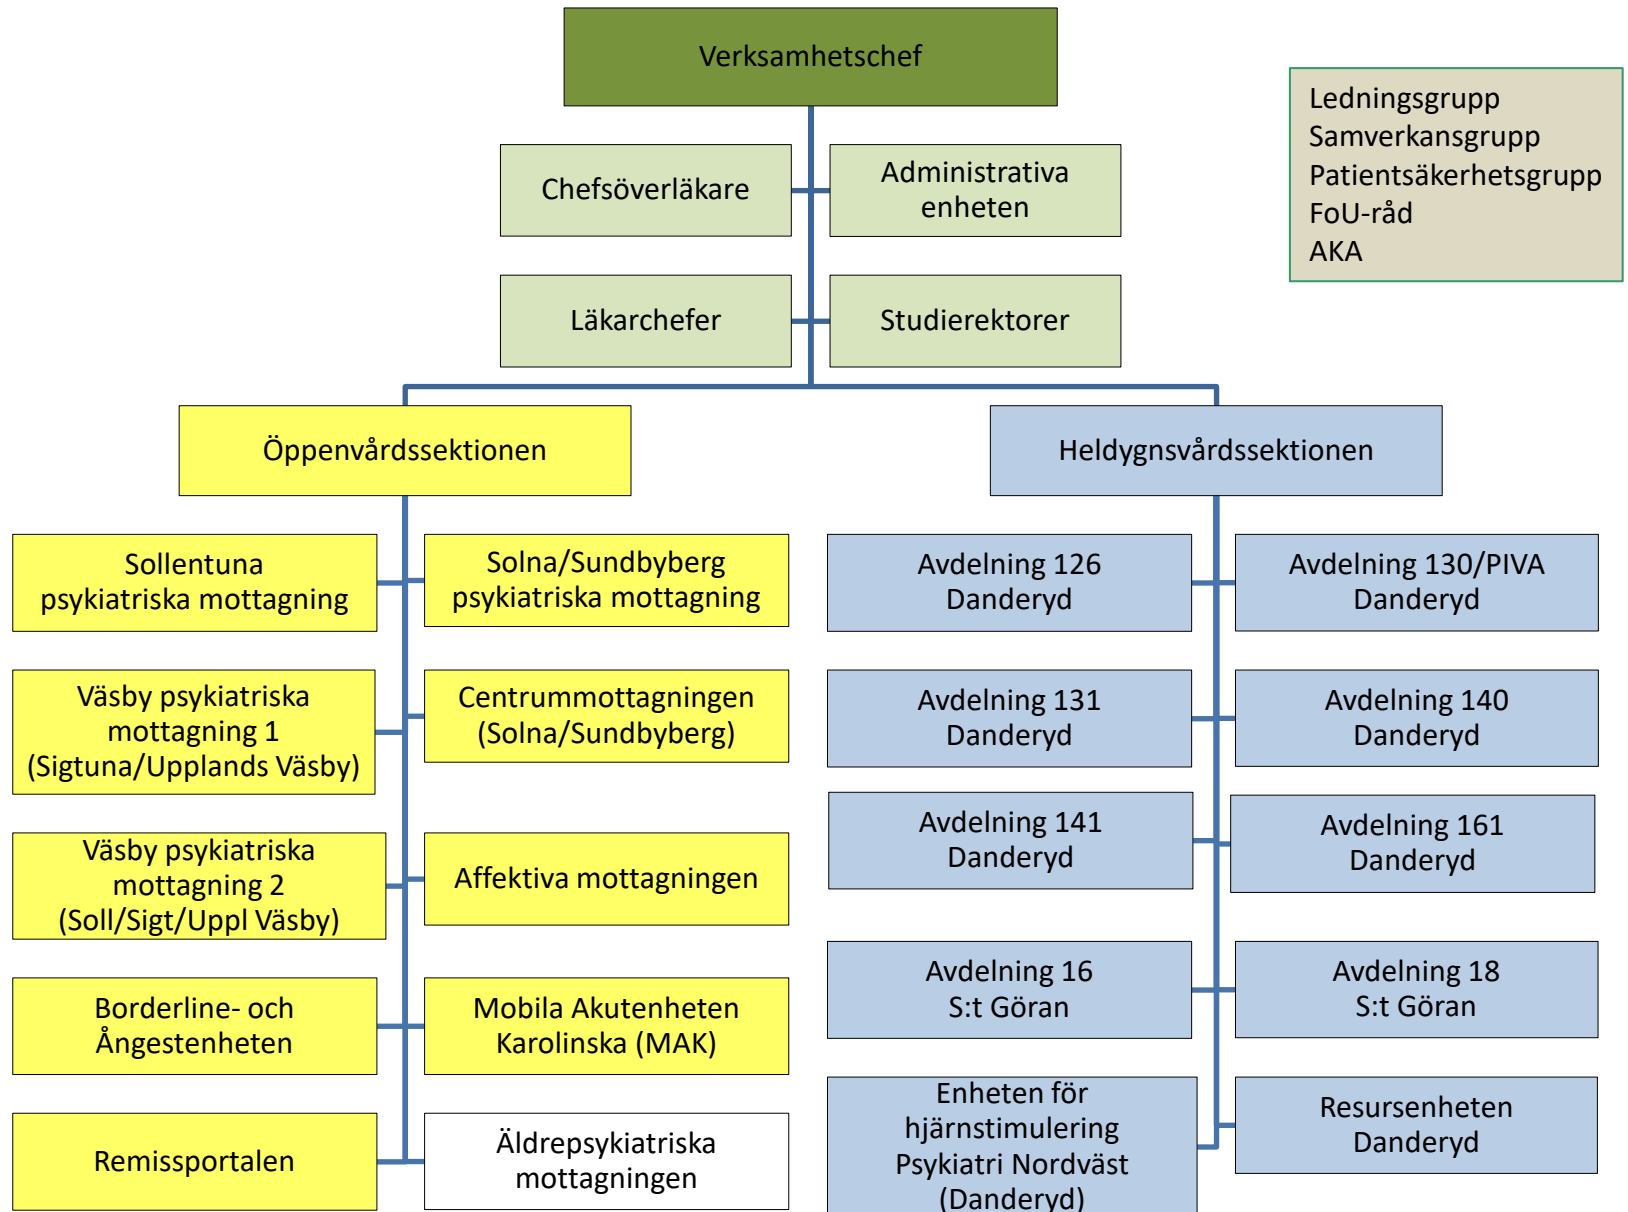 Verksamhetschef
Ledningsgrupp
Samverkansgrupp
Patientsäkerhetsgrupp
FoU-råd
AKA
Chefsöverläkare
Administrativa
enheten
Läkarchefer
Studierektorer
Öppenvårdssektionen
Heldygnsvårdssektionen
Sollentuna
psykiatriska mottagning
Solna/Sundbyberg
psykiatriska mottagning
Väsby psykiatriska
mottagning 1
(Sigtuna/Upplands Väsby)
Centrummottagningen
(Solna/Sundbyberg)
Väsby psykiatriska
mottagning 2
(Soll/Sigt/Uppl Väsby)
Affektiva mottagningen
Borderline- och
Ångestenheten
Mobila Akutenheten
Karolinska (MAK)
Remissportalen
Äldrepsykiatriska
mottagningen
Avdelning 126
Danderyd
Avdelning 130/PIVA
Danderyd
Avdelning 131
Danderyd
Avdelning 140
Danderyd
Avdelning 141
Danderyd
Avdelning 161
Danderyd
Avdelning 16
S:t Göran
Avdelning 18
S:t Göran
Enheten för
hjärnstimulering
Psykiatri Nordväst
(Danderyd)
Resursenheten
Danderyd